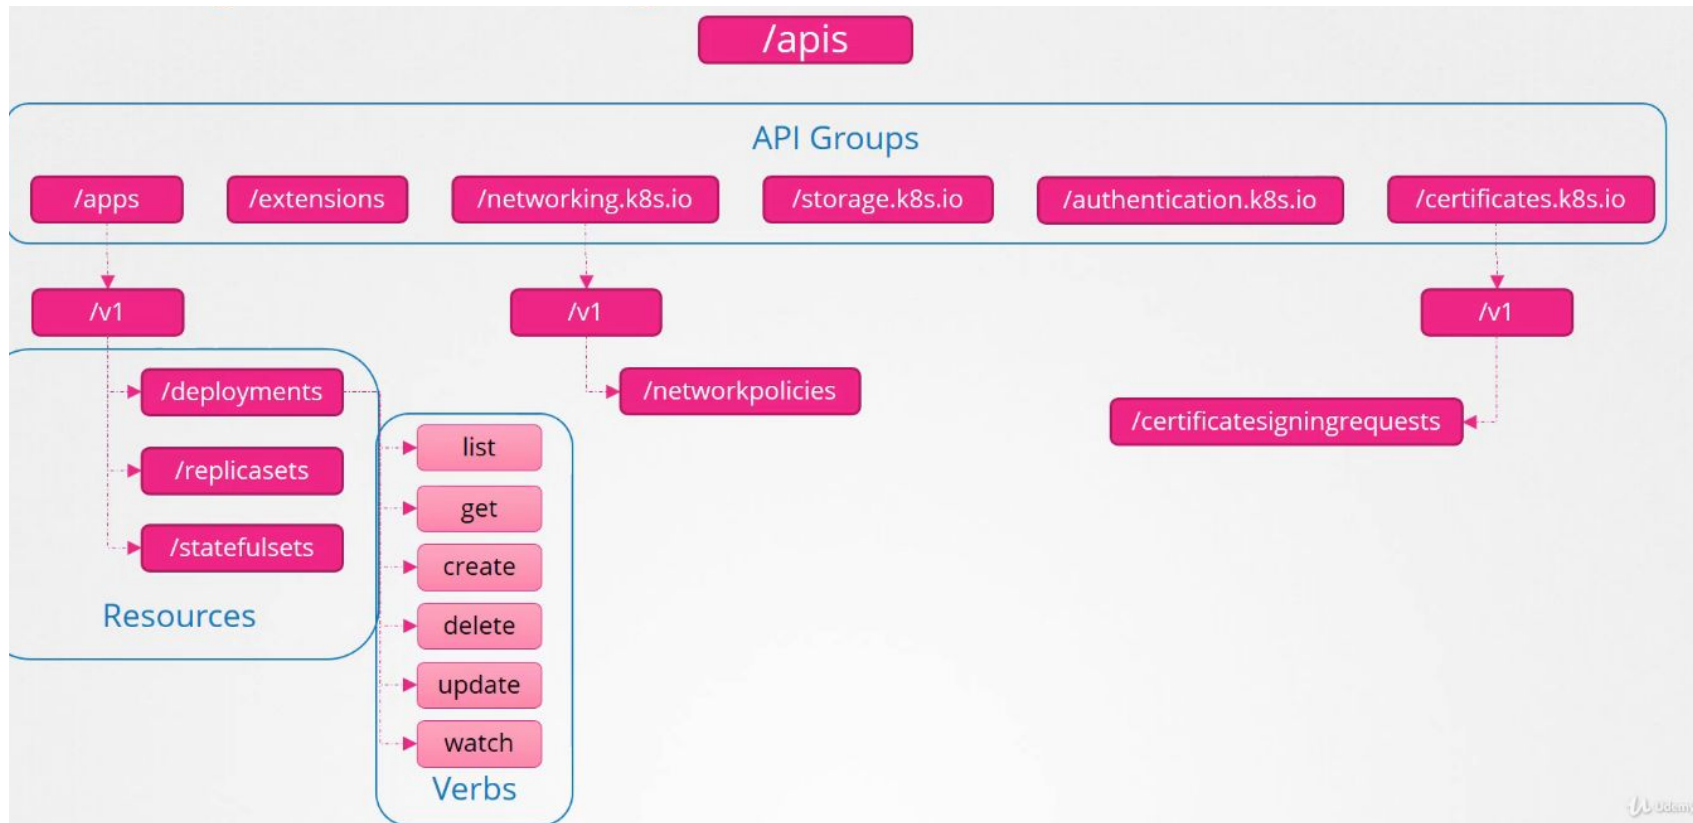 /apis
API Groups
/apps
/extensions
/networking.k8s.io
/storage.k8s.io
/authentication.k8s.io
/certificates.k8s.io
/v1
/v1
/v1
/deployments
/replicasets
/statefulsets
Resources
list
get
create
delete
update
watch
Verbs
/networkpolicies
/certificatesigningrequests
Udemy